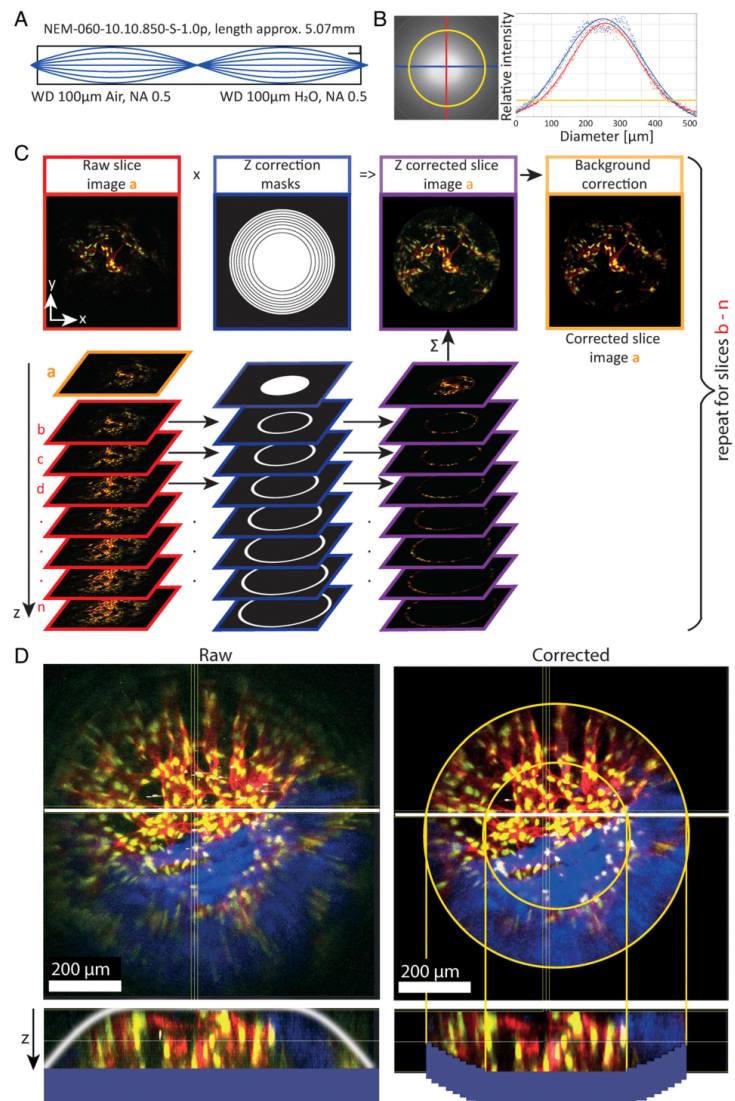 A
NEM-060-10.10.850-S-1.0p, length approx. 5.07mm
WD 100µm Air, NA 0.5
WD 100µm H₂O, NA 0.5
B
Relative intensity
0 100 200 300 400 500
Diameter [µm]
C
Raw slice
image a
x
Z correction
masks
=>
Z corrected slice
image a
Background
correction
y
x
Σ
Corrected slice
image a
a
b
c
d
.
.
.
n
z
repeat for slices b - n
D
Raw
Corrected
200 µm
200 µm
z